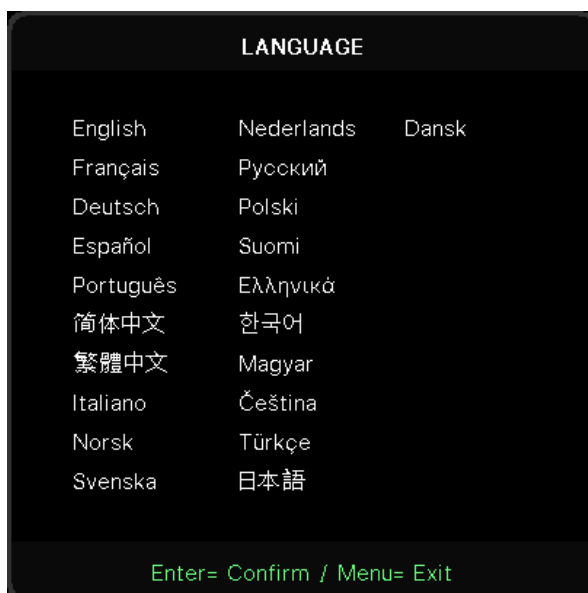 LANGUAGE
English Nederlands Dansk
Français Русский
Deutsch Polski
Español Suomi
Português Ελληνικά
简体中文 한국어
繁體中文 Magyar
Italiano Čeština
Norsk Türkçe
Svenska 日本語
Enter= Confirm / Menu= Exit